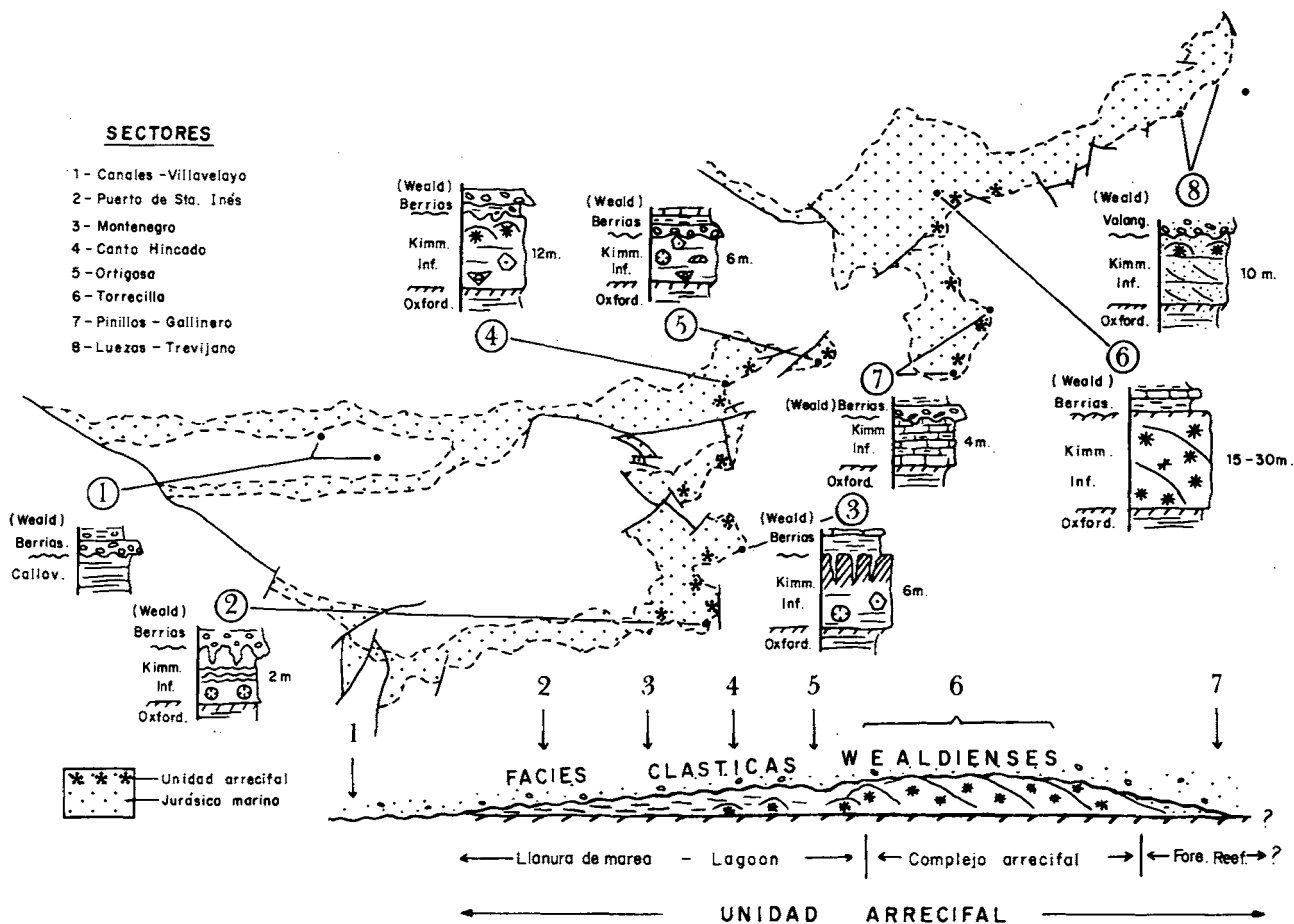 SECTORES
1 - Canales - Villavelayo
2 - Puerto de Sta. Inés
3 - Montenegro
4 - Canto Hincado
5 - Ortigosa
6 - Torrecilla
7 - Pinillos - Gallinero
8 - Luezas - Trevijano
(Weald)
Berrias
Kimm.
Inf.
Oxford.
12m.
4
(Weald)
Berrias
Kimm.
Inf.
Oxford.
6m.
5
8
(Weald)
Valang.
Kimm.
Inf.
Oxford.
10 m.
6
(Weald)
Berrias.
Kimm.
Inf.
Oxford.
15-30m.
7
(Weald) Berrias.
Kimm
Inf.
Oxford.
4m.
1
(Weald)
Berrias.
Callov.
3
(Weald)
Berrias
Kimm.
Inf.
Oxford.
6m.
2
(Weald)
Berrias
Kimm.
Inf.
Oxford.
2m
Unidad arrecifal
Jurásico marino
1 2 3 4 5 6 7
FACIES CLASTICAS WEALDIENSES
?
Llanura de marea - Lagoon
Complejo arrecifal
Fore. Reef. ?
UNIDAD ARRECIFAL